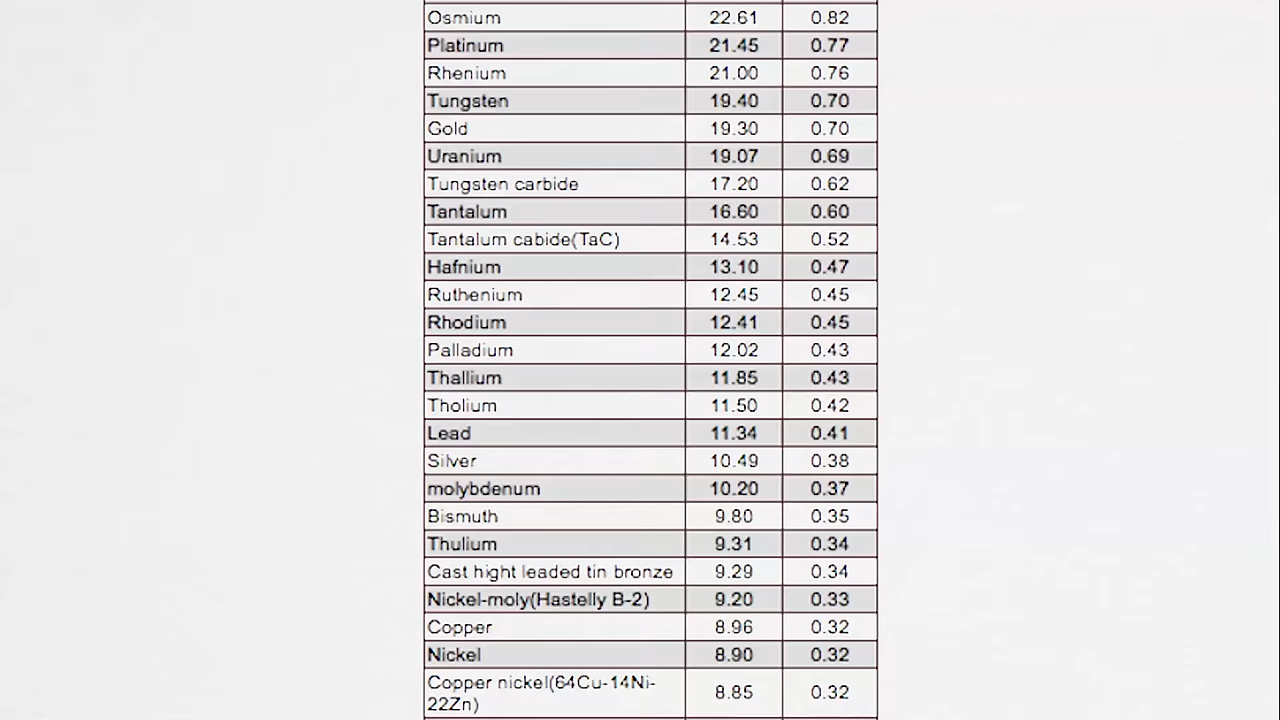 Osmium 22.61 0.82
Platinum 21.45 0.77
Rhenium 21.00 0.76
Tungsten 19.40 0.70
Gold 19.30 0.70
Uranium 19.07 0.69
Tungsten carbide 17.20 0.62
Tantalum 16.60 0.60
Tantalum cabide(TaC) 14.53 0.52
Hafnium 13.10 0.47
Ruthenium 12.45 0.45
Rhodium 12.41 0.45
Palladium 12.02 0.43
Thallium 11.85 0.43
Tholium 11.50 0.42
Lead 11.34 0.41
Silver 10.49 0.38
molybdenum 10.20 0.37
Bismuth 9.80 0.35
Thulium 9.31 0.34
Cast hight leaded tin bronze 9.29 0.34
Nickel-moly(Hastelly B-2) 9.20 0.33
Copper 8.96 0.32
Nickel 8.90 0.32
Copper nickel(64Cu-14Ni-
22Zn) 8.85 0.32